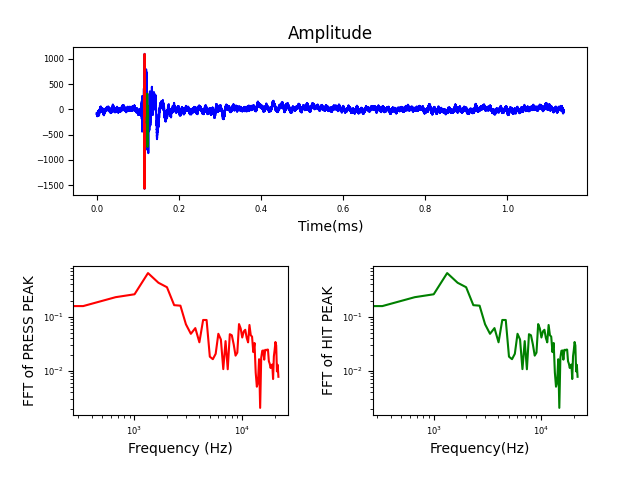 Amplitude
1000
500
0
−500
−1000
−1500
0.0 0.2 0.4 0.6 0.8 1.0
Time(ms)
FFT of PRESS PEAK
10⁻¹
10⁻²
10³ 10⁴
Frequency (Hz)
FFT of HIT PEAK
10⁻¹
10⁻²
10³ 10⁴
Frequency(Hz)